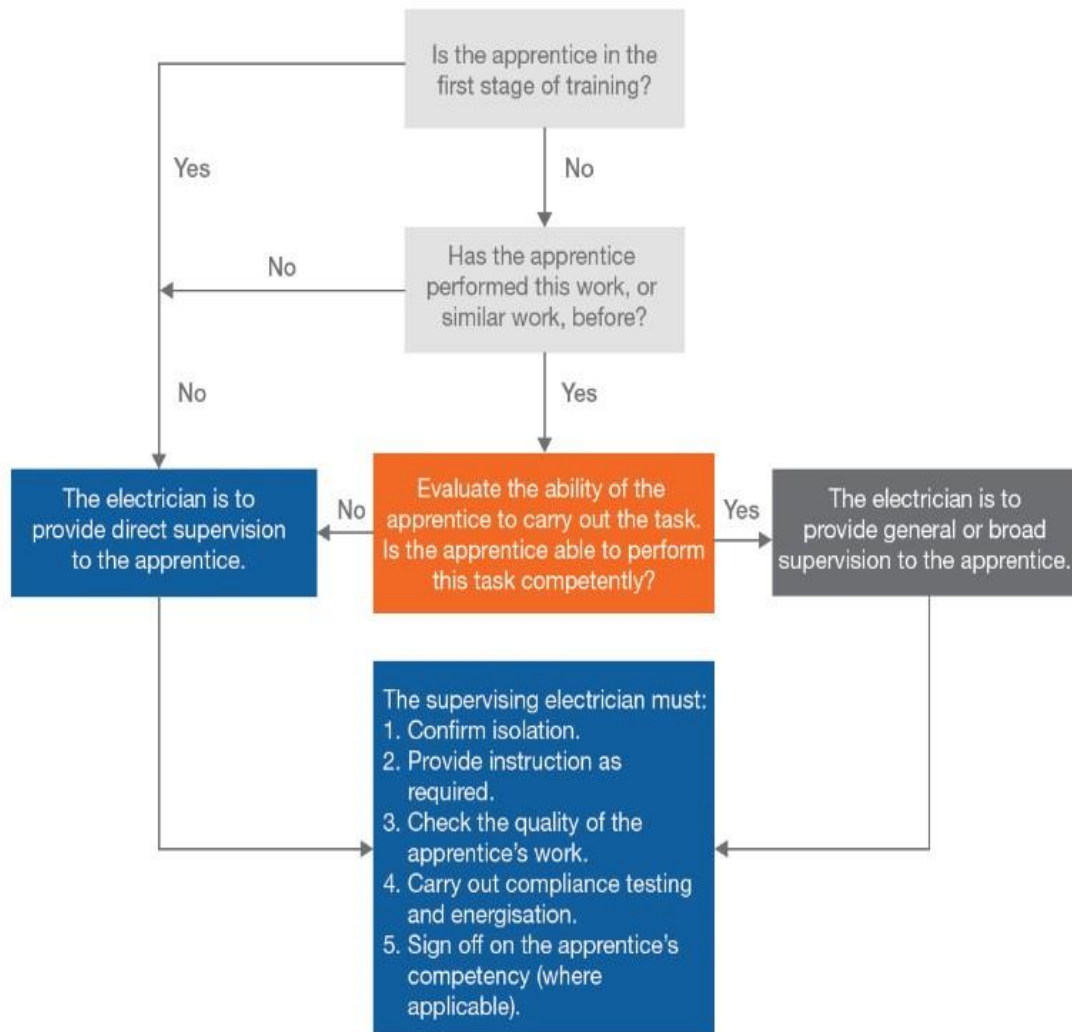 Is the apprentice in the
first stage of training?
Yes
No
Has the apprentice
performed this work, or
similar work, before?
No
No
Yes
The electrician is to
provide direct supervision
to the apprentice.
No
Evaluate the ability of the
apprentice to carry out the task.
Is the apprentice able to perform
this task competently?
Yes
The electrician is to
provide general or broad
supervision to the apprentice.
The supervising electrician must:
1. Confirm isolation.
2. Provide instruction as
required.
3. Check the quality of the
apprentice's work.
4. Carry out compliance testing
and energisation.
5. Sign off on the apprentice's
competency (where
applicable).